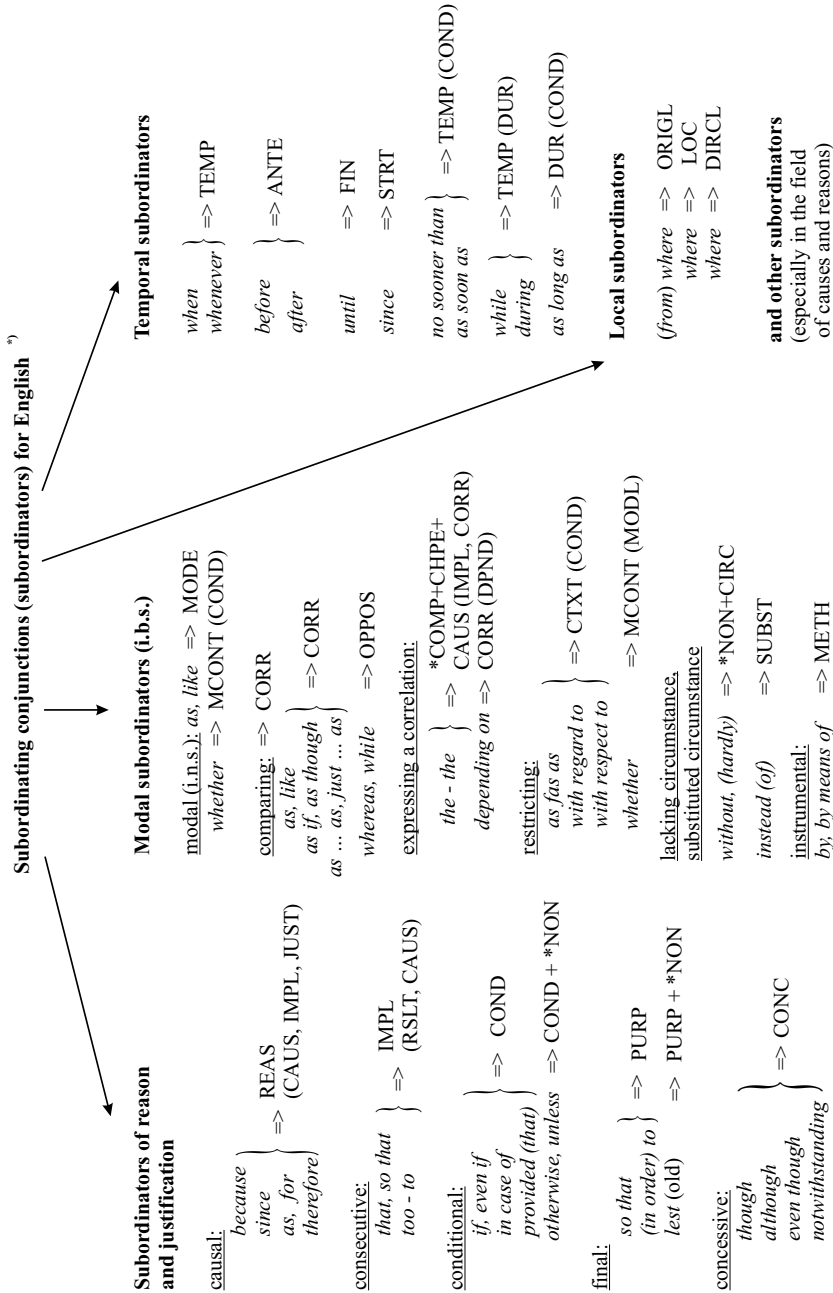 Subordinating conjunctions (subordinators) for English *)
Subordinators of reason
and justification
causal:
because
since
as, for
therefore
} => REAS
(CAUS, IMPL, JUST)
consecutive:
that, so that
too - to
} => IMPL
(RSLT, CAUS)
conditional:
if, even if
in case of
provided (that)
} => COND
otherwise, unless => COND + *NON
final:
so that
(in order) to
} => PURP
lest (old) => PURP + *NON
concessive:
though
although
even though
notwithstanding
} => CONC
Modal subordinators (i.b.s.)
modal (i.n.s.): as, like => MODE
whether => MCONT (COND)
comparing: => CORR
as, like
as if, as though
as ... as, just ... as
} => CORR
whereas, while => OPPOS
expressing a correlation:
the - the } => *COMP+CHPE+
CAUS (IMPL, CORR)
depending on => CORR (DPND)
restricting:
as fas as
with regard to
with respect to
} => CTXT (COND)
whether => MCONT (MODL)
lacking circumstance,
substituted circumstance
without, (hardly) => *NON+CIRC
instead (of) => SUBST
instrumental:
by, by means of => METH
Temporal subordinators
when
whenever
} => TEMP
before
after
} => ANTE
until => FIN
since => STRT
no sooner than
as soon as
} => TEMP (COND)
while
during
} => TEMP (DUR)
as long as => DUR (COND)
Local subordinators
(from) where => ORIGL
where => LOC
where => DIRCL
and other subordinators
(especially in the field
of causes and reasons)